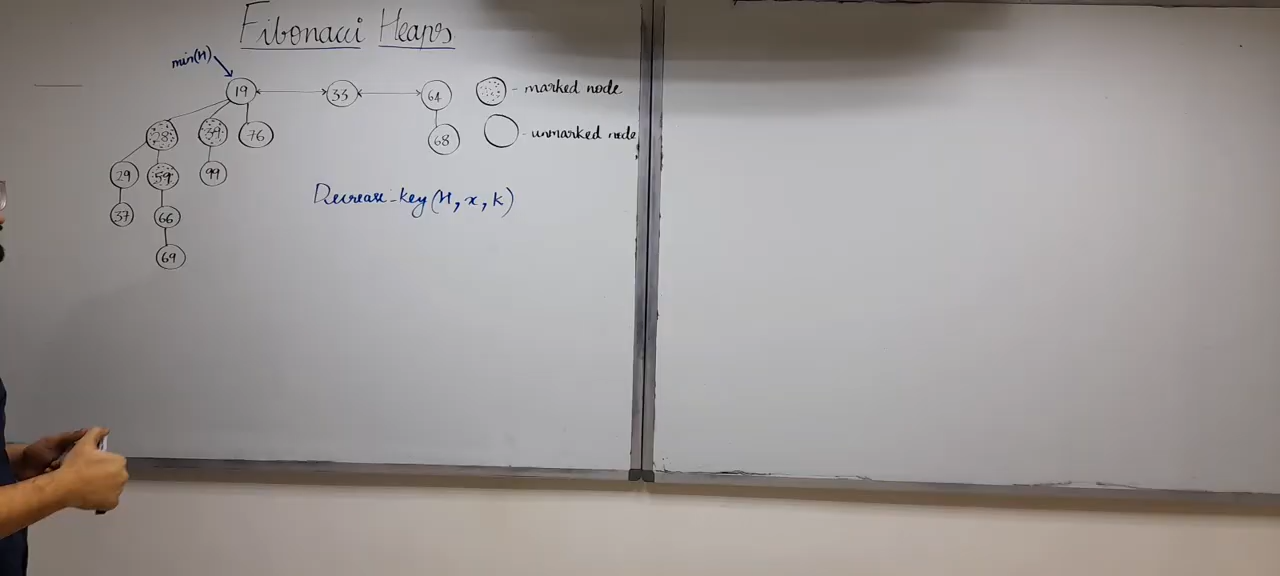 Fibonacci Heaps
min(H)
19 33 64
- marked node
28 39 76 68
- unmarked node
29 59 99
37 66
69
Decrease-key(H, x, k)